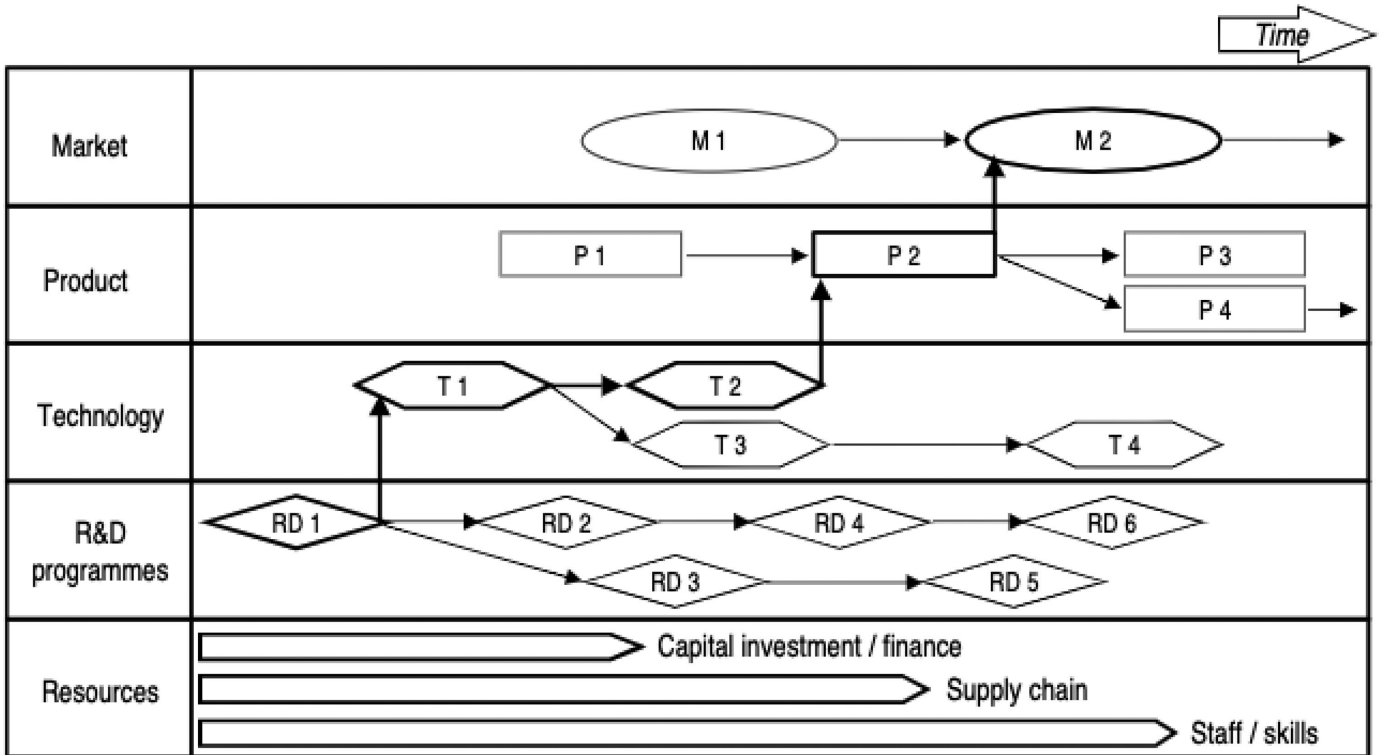 Time
Market
M 1
M 2
Product
P 1
P 2
P 3
P 4
Technology
T 1
T 2
T 3
T 4
R&D
programmes
RD 1
RD 2
RD 4
RD 6
RD 3
RD 5
Resources
Capital investment / finance
Supply chain
Staff / skills